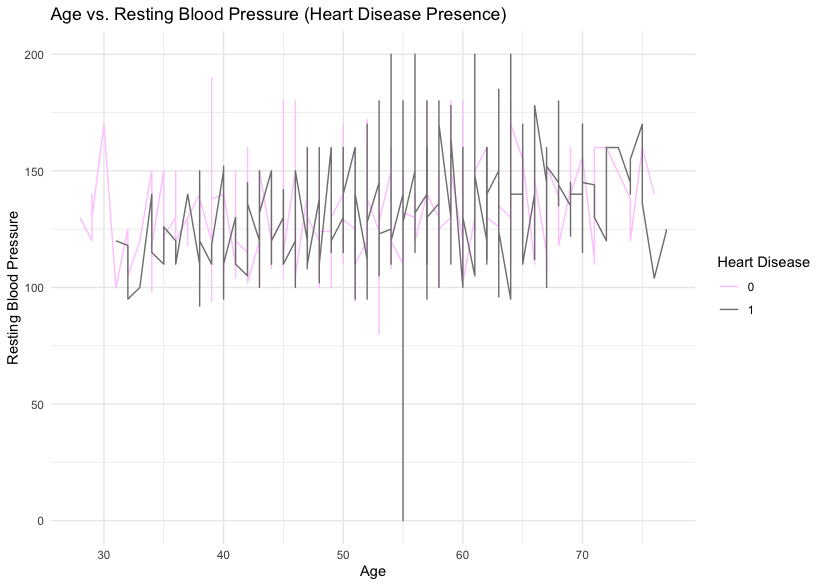 Age vs. Resting Blood Pressure (Heart Disease Presence)
200
150
100
50
0
Resting Blood Pressure
30 40 50 60 70
Age
Heart Disease
0
1